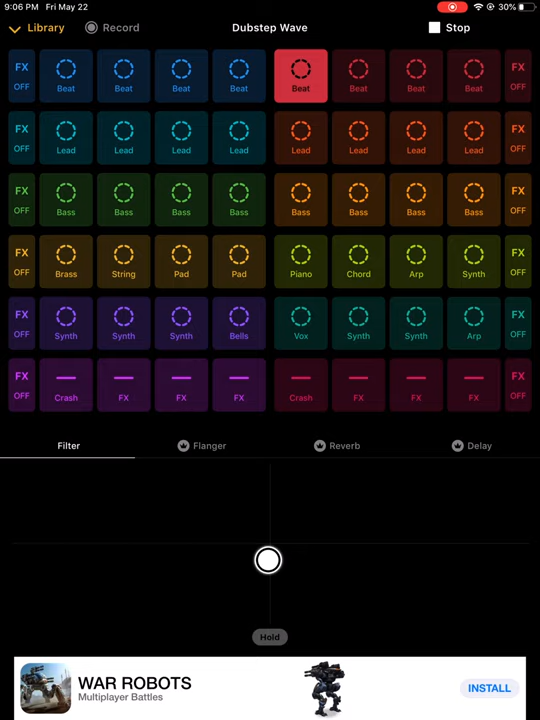 9:06 PM Fri May 22 30%
Library Record Dubstep Wave Stop
FX OFF Beat Beat Beat Beat Beat Beat Beat Beat FX OFF
FX OFF Lead Lead Lead Lead Lead Lead Lead Lead FX OFF
FX OFF Bass Bass Bass Bass Bass Bass Bass Bass FX OFF
FX OFF Brass String Pad Pad Piano Chord Arp Synth FX OFF
FX OFF Synth Synth Synth Bells Vox Synth Synth Arp FX OFF
FX OFF Crash FX FX FX Crash FX FX FX FX OFF
Filter Flanger Reverb Delay
Hold
WAR ROBOTS
Multiplayer Battles
INSTALL